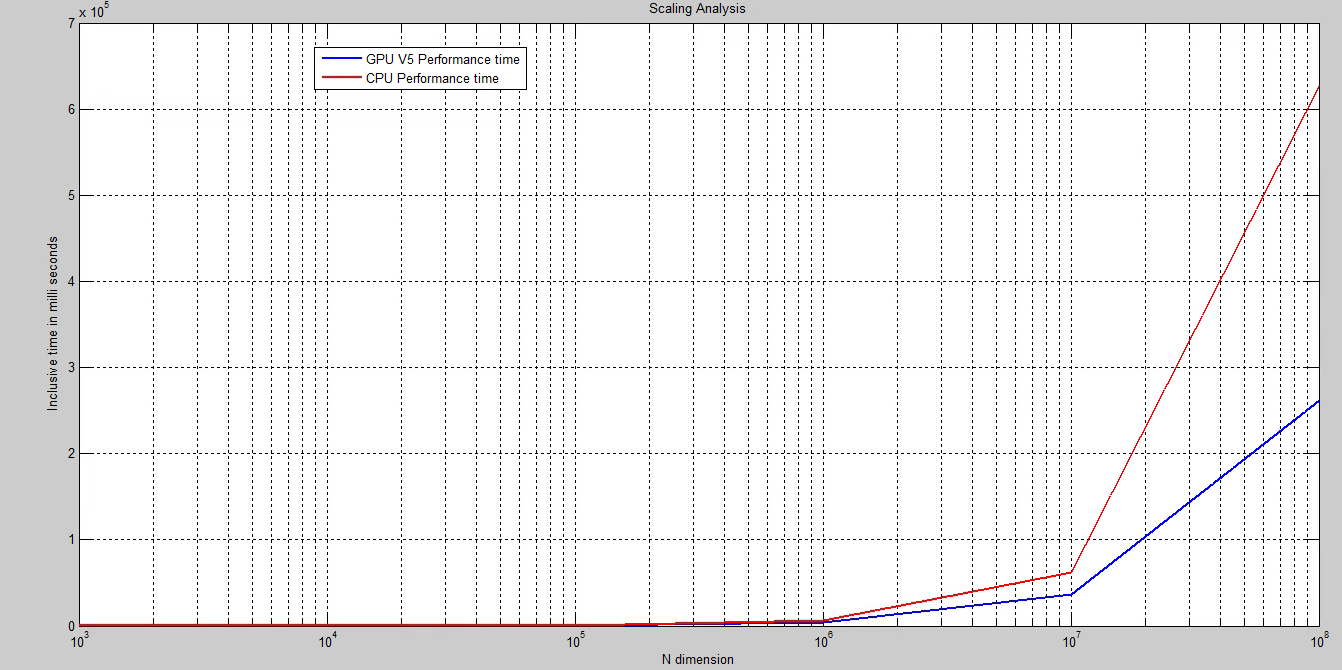 Scaling Analysis
x 10^5
7
6
5
4
3
2
1
0
GPU V5 Performance time
CPU Performance time
Inclusive time in milli seconds
10^3 10^4 10^5 10^6 10^7 10^8
N dimension